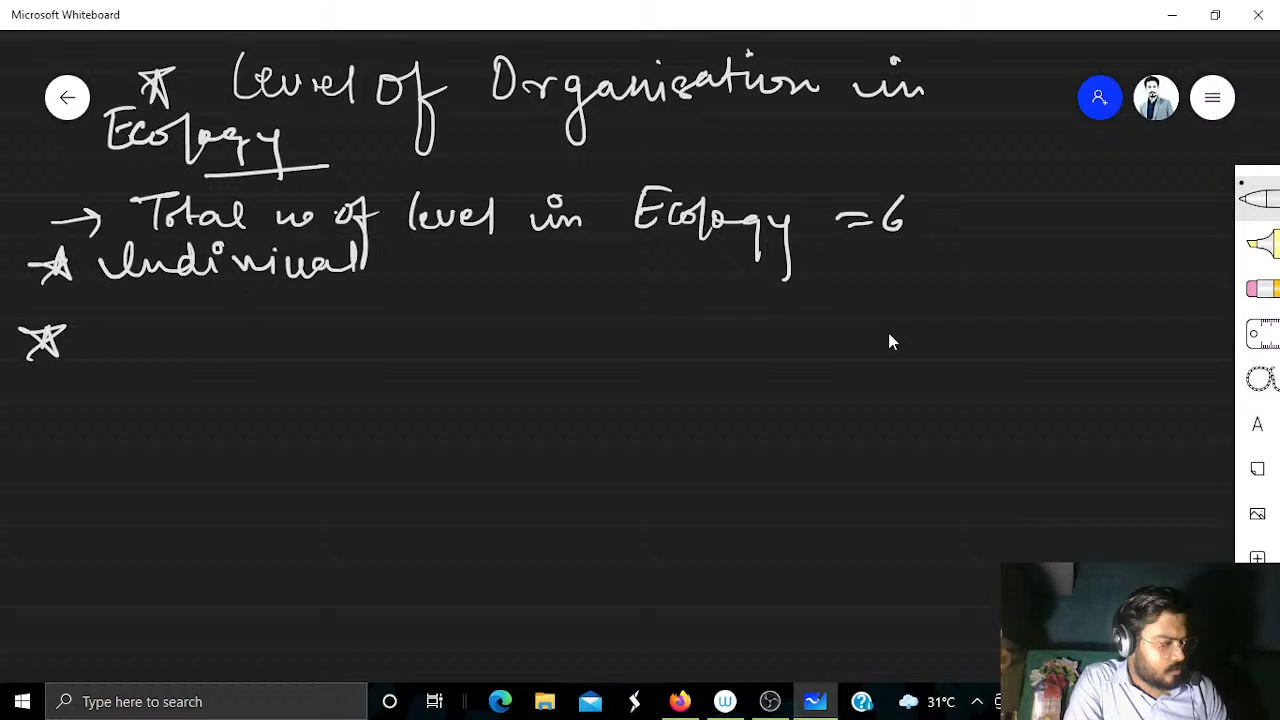 Microsoft Whiteboard
Level of Organisation in
Ecology
→ Total no of level in Ecology = 6
Indiviual
A
Type here to search
31°C